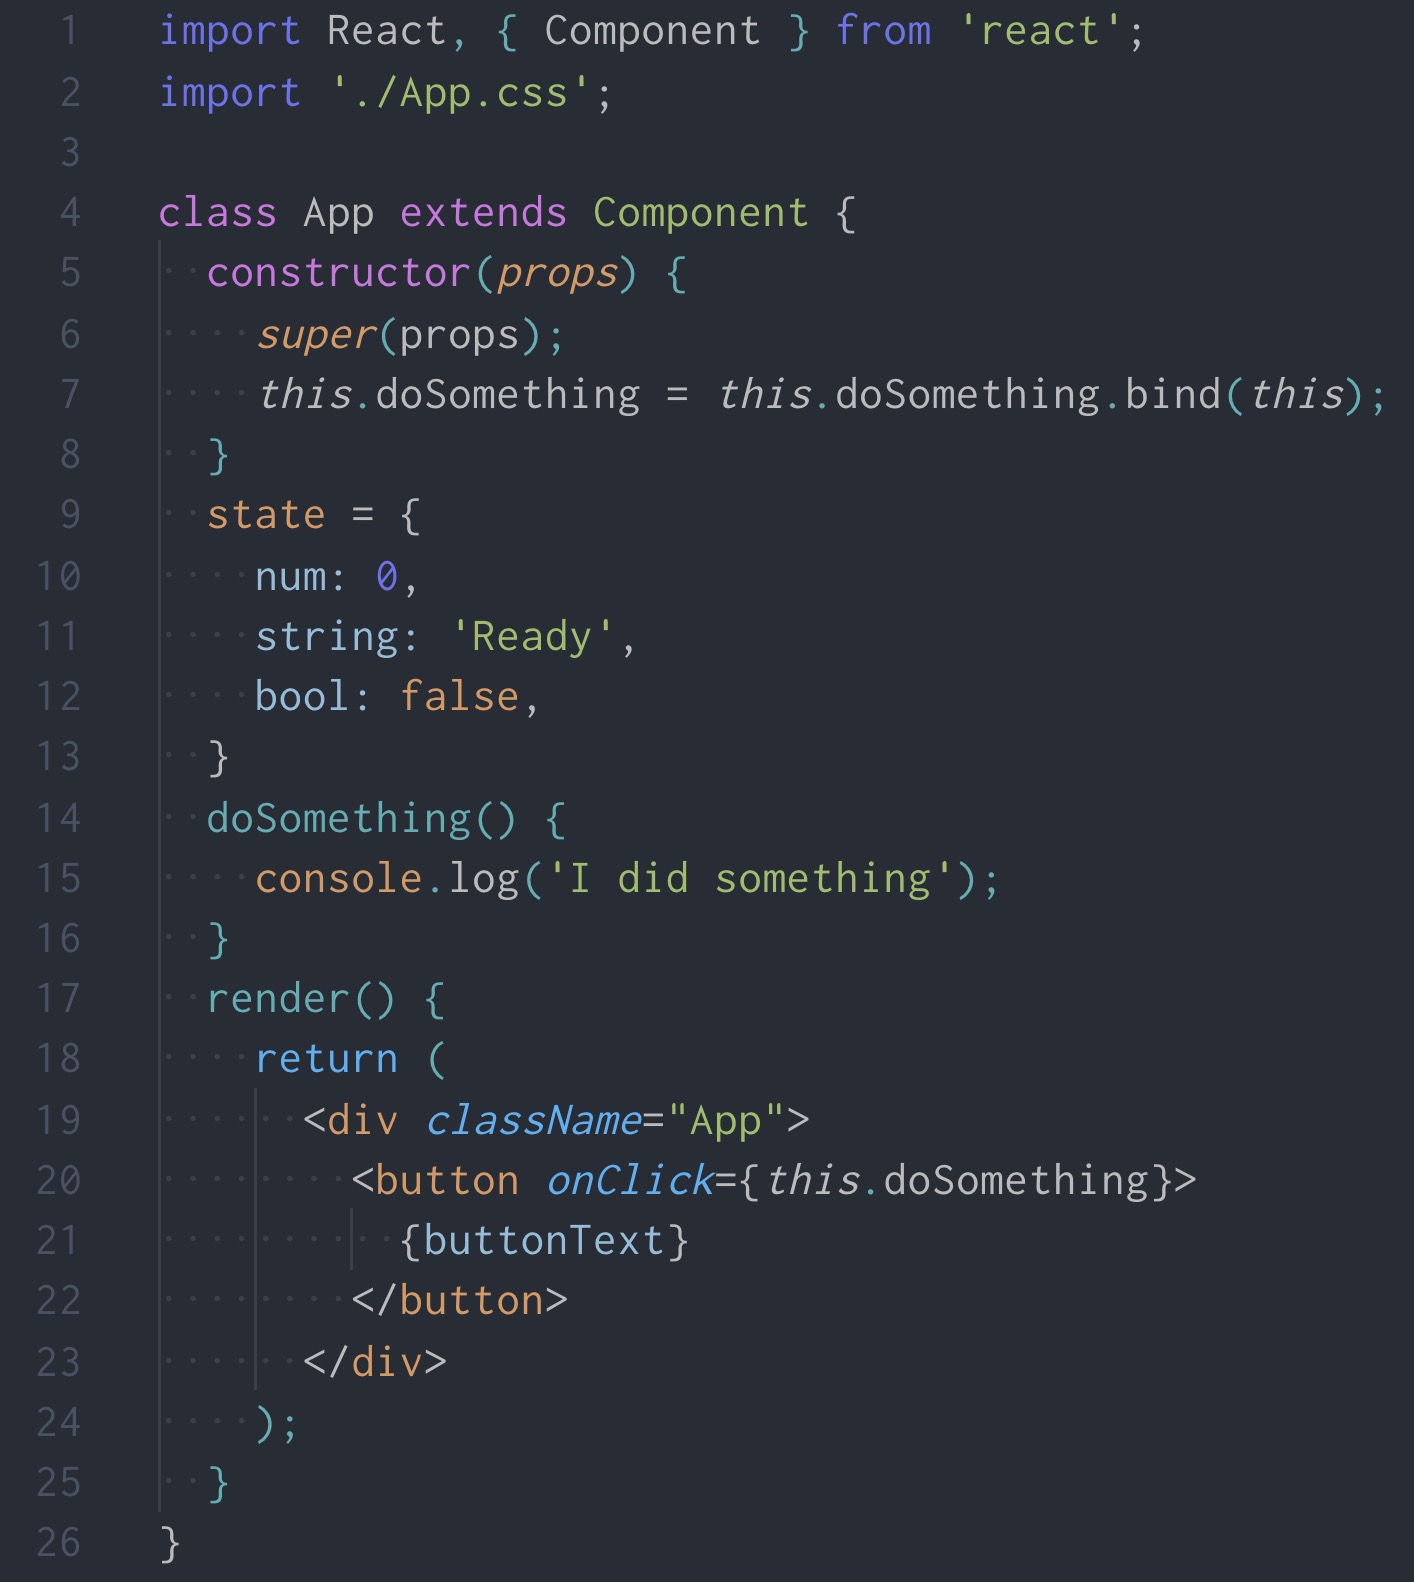 1 import React, { Component } from 'react';
2 import './App.css';
3
4 class App extends Component {
5   constructor(props) {
6     super(props);
7     this.doSomething = this.doSomething.bind(this);
8   }
9   state = {
10     num: 0,
11     string: 'Ready',
12     bool: false,
13   }
14   doSomething() {
15     console.log('I did something');
16   }
17   render() {
18     return (
19       <div className="App">
20         <button onClick={this.doSomething}>
21           {buttonText}
22         </button>
23       </div>
24     );
25   }
26 }